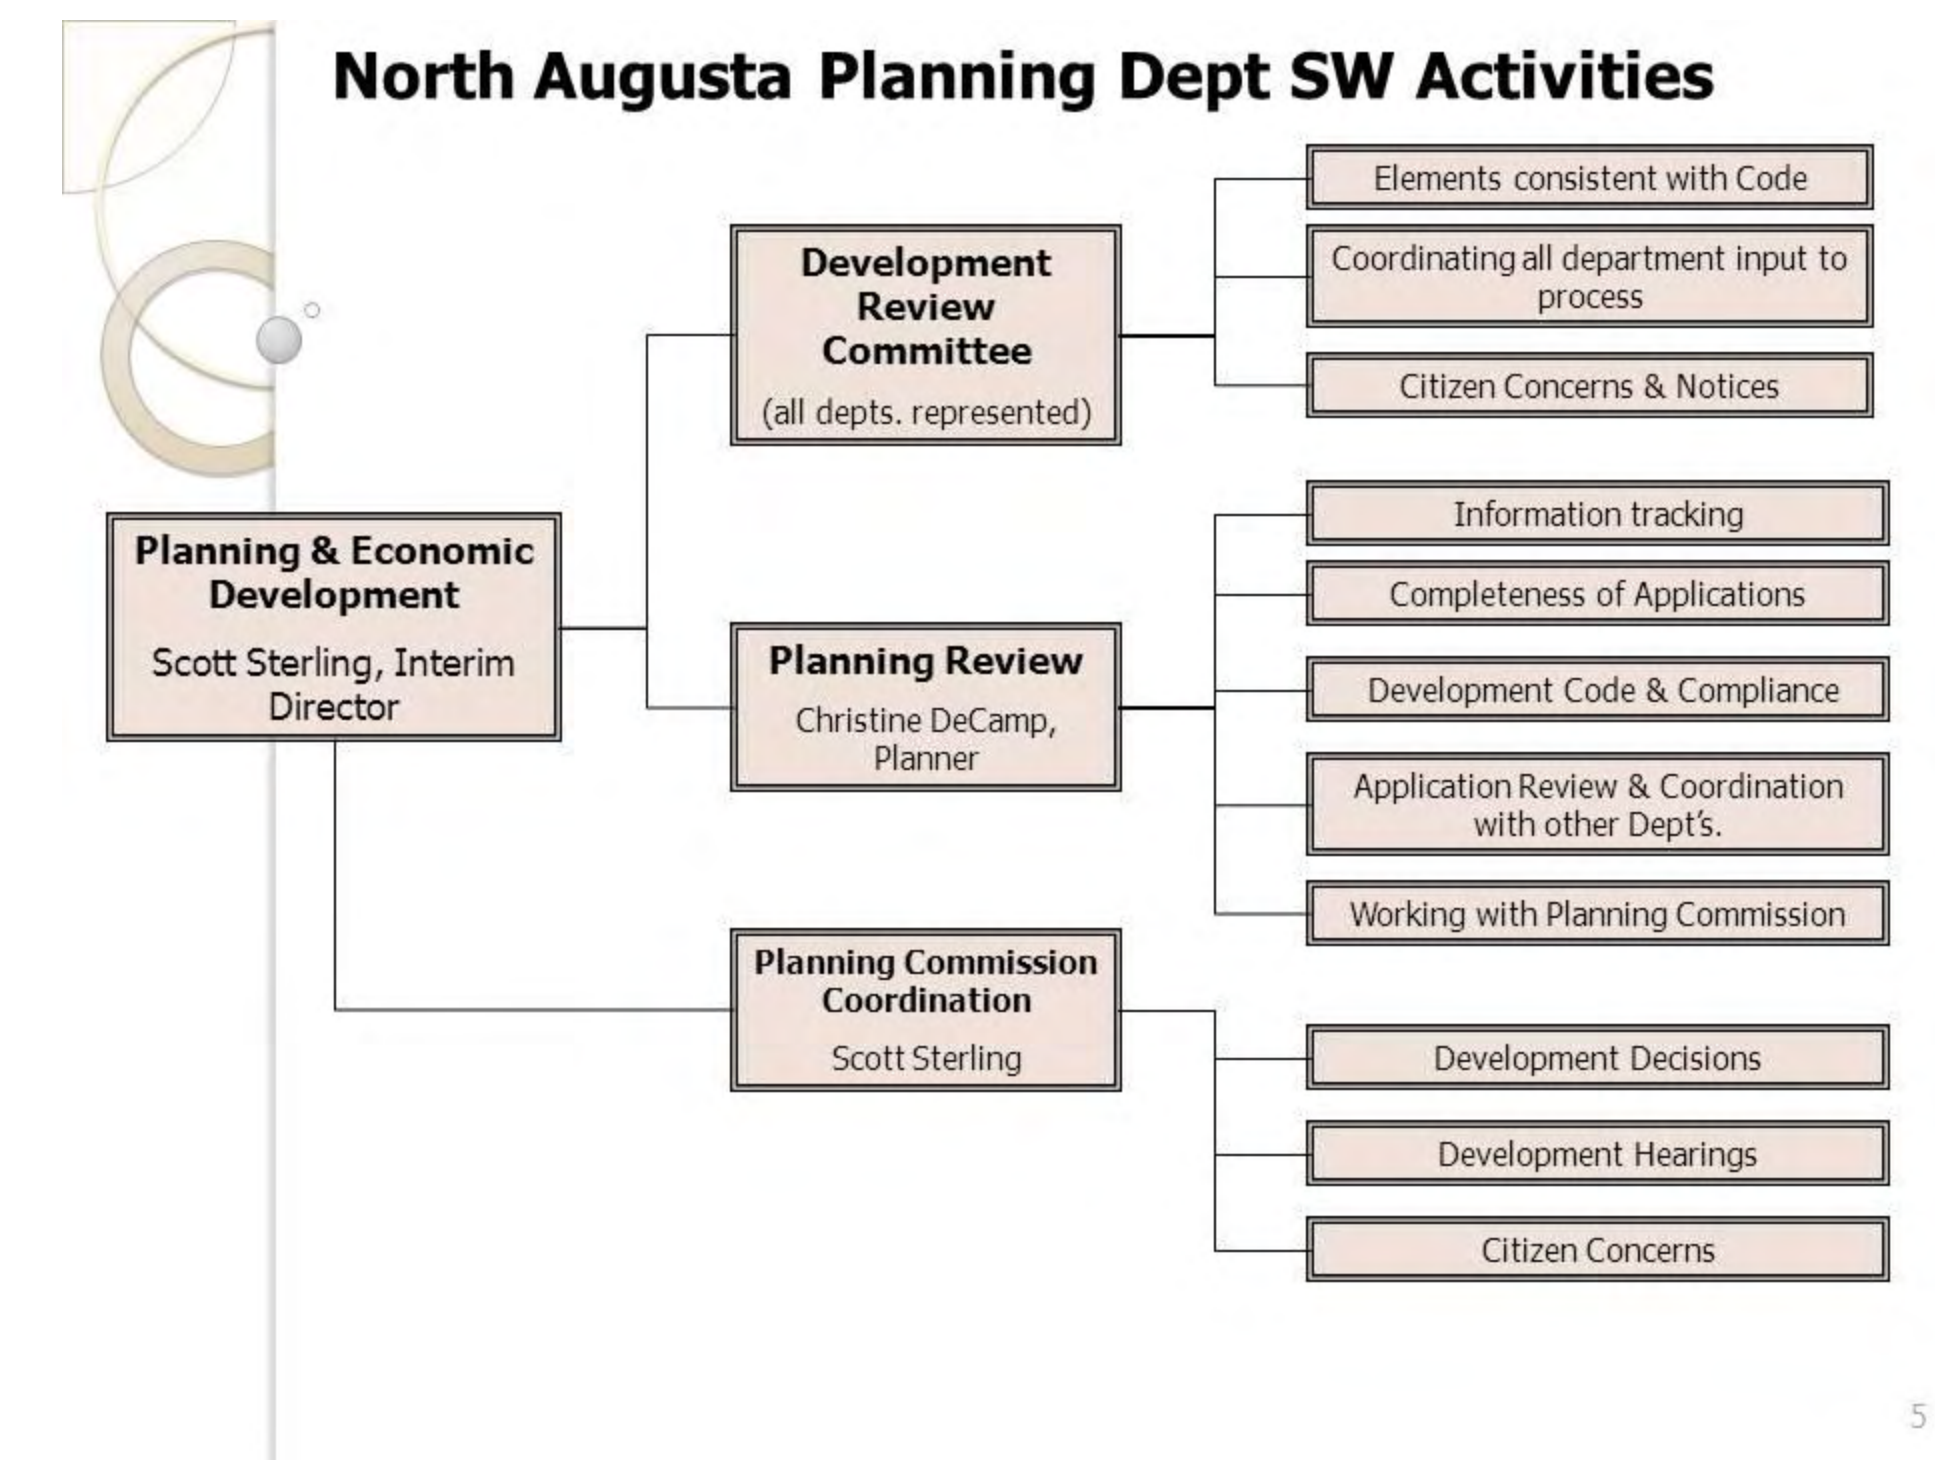 North Augusta Planning Dept SW Activities
Planning & Economic
Development
Scott Sterling, Interim
Director
Development
Review
Committee
(all depts. represented)
Elements consistent with Code
Coordinating all department input to
process
Citizen Concerns & Notices
Planning Review
Christine DeCamp,
Planner
Information tracking
Completeness of Applications
Development Code & Compliance
Application Review & Coordination
with other Dept’s.
Working with Planning Commission
Planning Commission
Coordination
Scott Sterling
Development Decisions
Development Hearings
Citizen Concerns
5